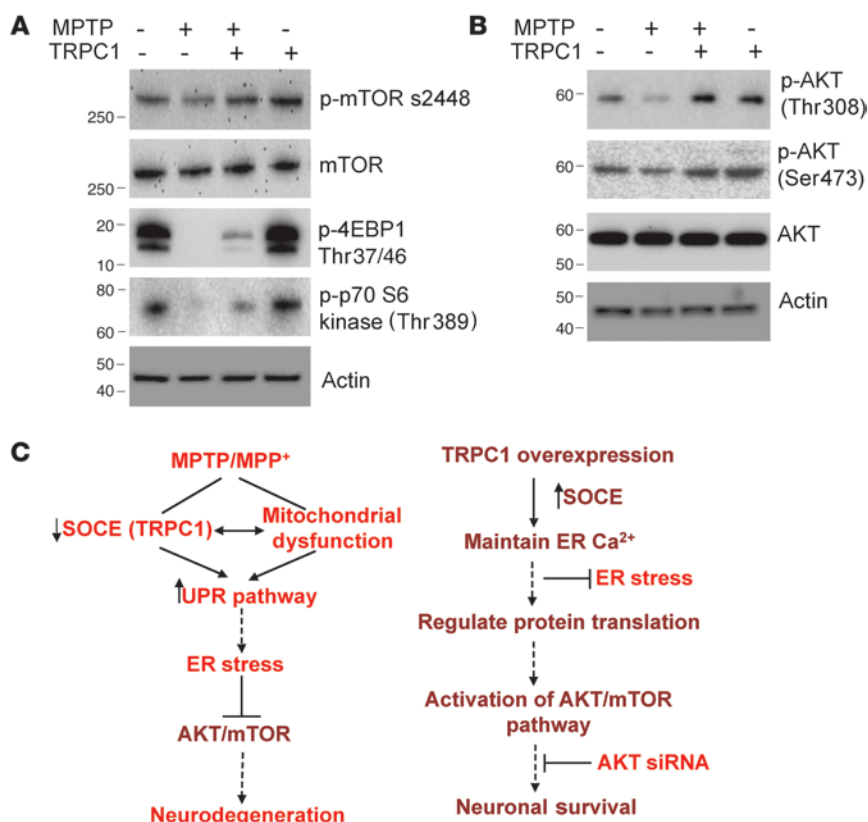 A
MPTP - + + -
TRPC1 - - + +
250
p-mTOR s2448
250
mTOR
20
10
p-4EBP1
Thr37/46
80
60
p-p70 S6
kinase (Thr389)
50
40
Actin
B
- + + -
- - + +
60
p-AKT
(Thr308)
60
p-AKT
(Ser473)
60
50
AKT
50
40
Actin
C
MPTP/MPP⁺
↓SOCE (TRPC1)
Mitochondrial
dysfunction
↑UPR pathway
ER stress
AKT/mTOR
Neurodegeneration
TRPC1 overexpression
↑SOCE
Maintain ER Ca²⁺
ER stress
Regulate protein translation
Activation of AKT/mTOR
pathway
AKT siRNA
Neuronal survival